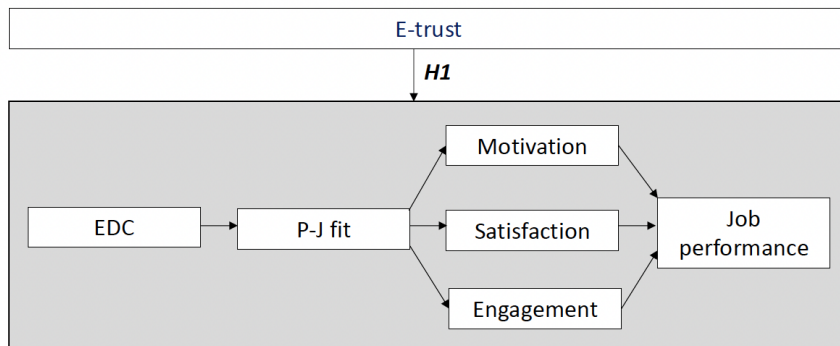 E-trust
H1
Motivation
EDC
P-J fit
Satisfaction
Job
performance
Engagement